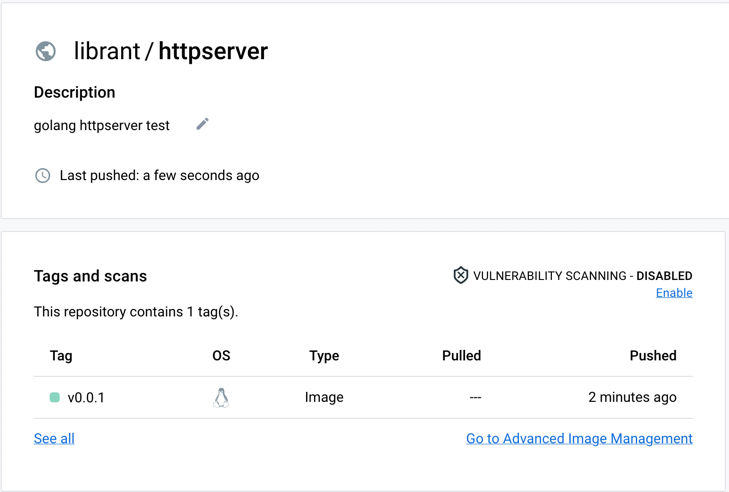 librant / httpserver
Description
golang httpserver test
Last pushed: a few seconds ago
Tags and scans
VULNERABILITY SCANNING - DISABLED
Enable
This repository contains 1 tag(s).
Tag OS Type Pulled Pushed
v0.0.1 Image --- 2 minutes ago
See all Go to Advanced Image Management